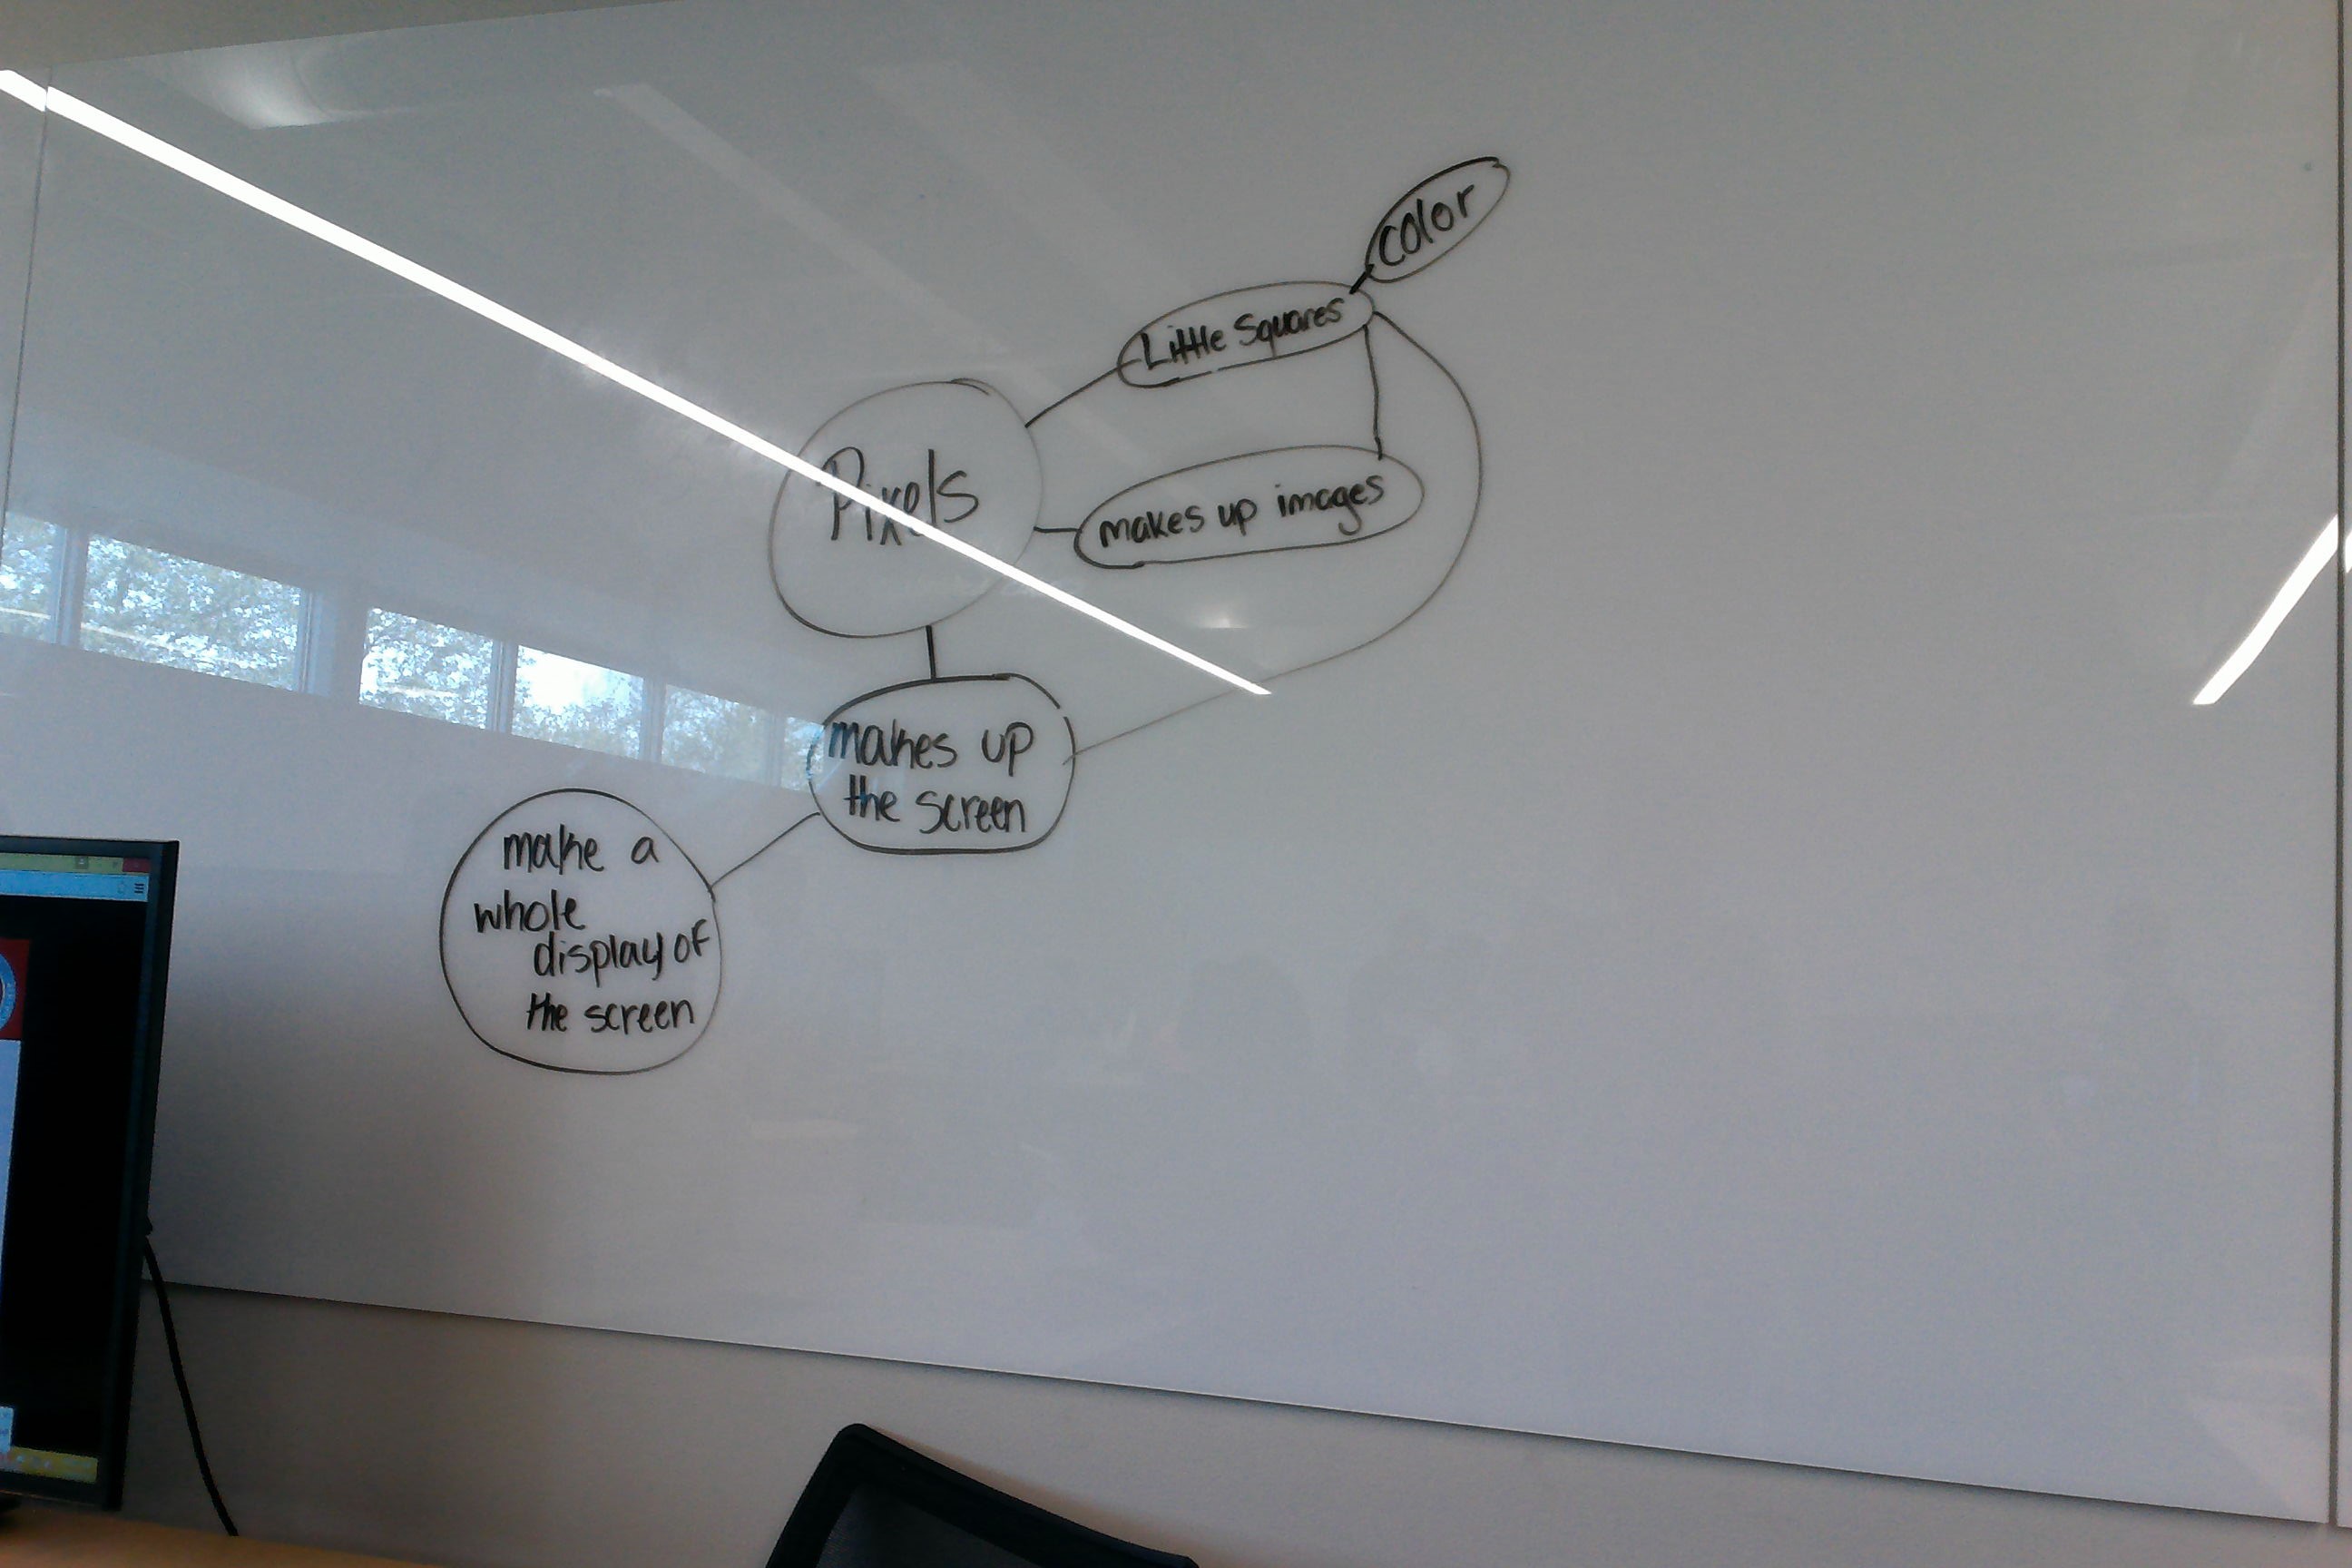 color
Little Squares
Pixels
makes up images
makes up
the screen
make a
whole
display of
the screen